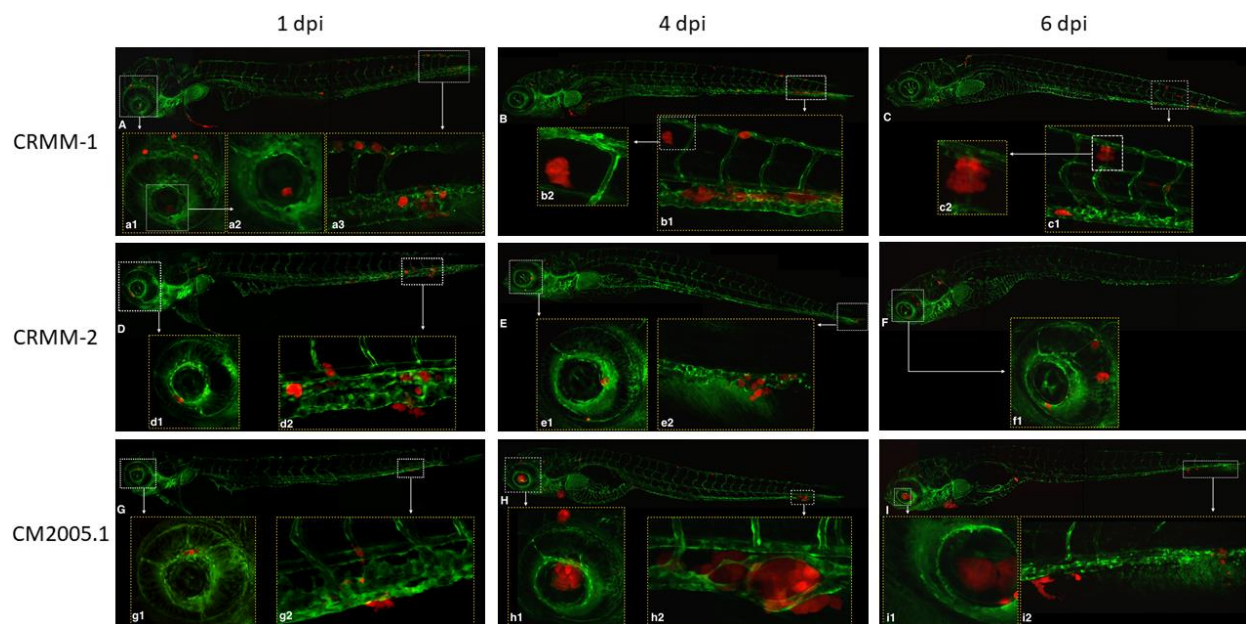 1 dpi 4 dpi 6 dpi
CRMM-1
A B C
a1 a2 a3 b2 b1 c2 c1
CRMM-2
D E F
d1 d2 e1 e2 f1
CM2005.1
G H I
g1 g2 h1 h2 i1 i2